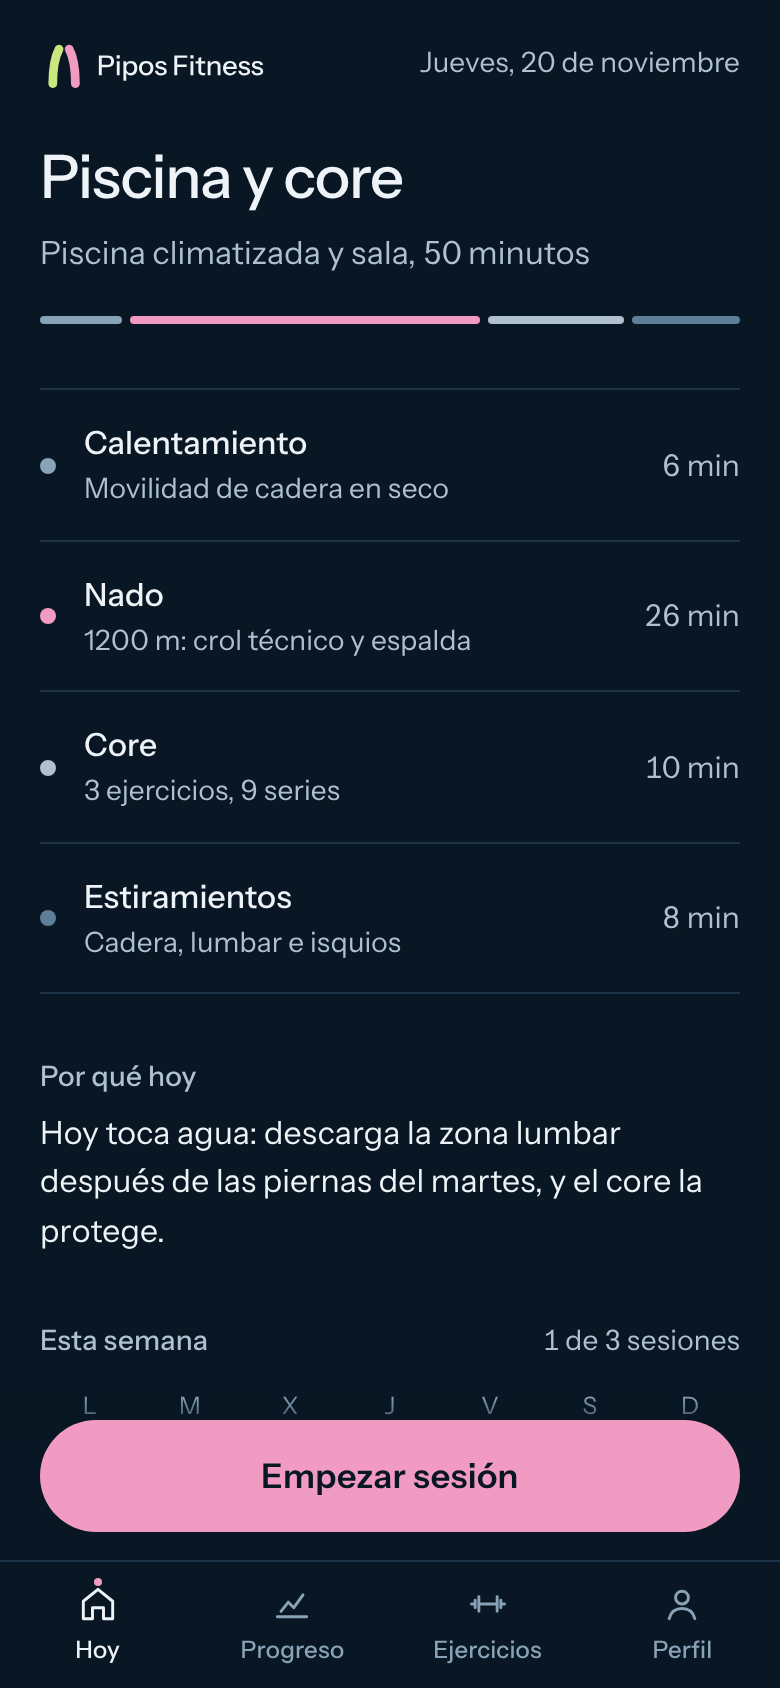 Pipos Fitness
Jueves, 20 de noviembre
Piscina y core
Piscina climatizada y sala, 50 minutos
Calentamiento
Movilidad de cadera en seco
6 min
Nado
1200 m: crol técnico y espalda
26 min
Core
3 ejercicios, 9 series
10 min
Estiramientos
Cadera, lumbar e isquios
8 min
Por qué hoy
Hoy toca agua: descarga la zona lumbar
después de las piernas del martes, y el core la
protege.
Esta semana
1 de 3 sesiones
L M X J V S D
Empezar sesión
Hoy Progreso Ejercicios Perfil